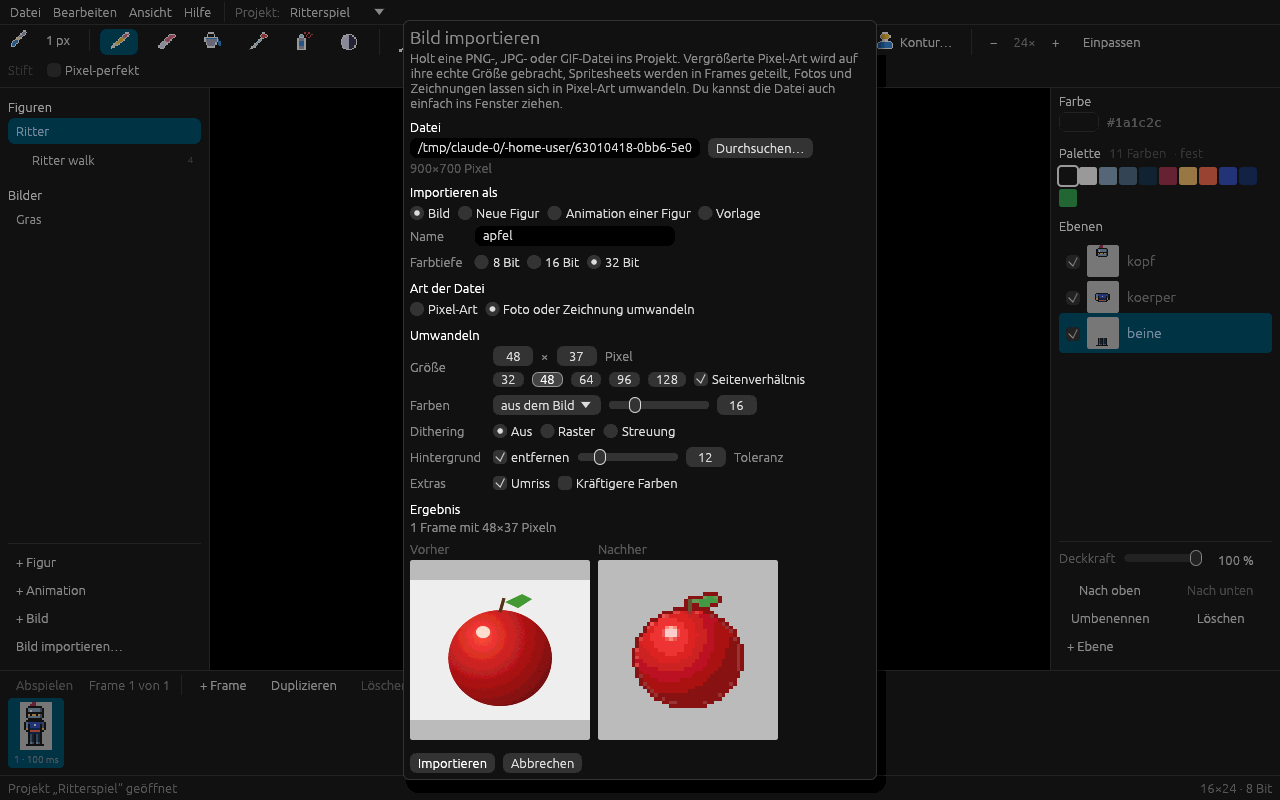 Datei Bearbeiten Ansicht Hilfe Projekt: Ritterspiel
1 px
Kontur… − 24× + Einpassen
Stift Pixel-perfekt
Bild importieren
Holt eine PNG-, JPG- oder GIF-Datei ins Projekt. Vergrößerte Pixel-Art wird auf
ihre echte Größe gebracht, Spritesheets werden in Frames geteilt, Fotos und
Zeichnungen lassen sich in Pixel-Art umwandeln. Du kannst die Datei auch
einfach ins Fenster ziehen.
Datei
/tmp/claude-0/-home-user/63010418-0bb6-5e0 Durchsuchen…
900×700 Pixel
Importieren als
Bild Neue Figur Animation einer Figur Vorlage
Name apfel
Farbtiefe 8 Bit 16 Bit 32 Bit
Art der Datei
Pixel-Art Foto oder Zeichnung umwandeln
Umwandeln
Größe 48 × 37 Pixel
32 48 64 96 128 Seitenverhältnis
Farben aus dem Bild 16
Dithering Aus Raster Streuung
Hintergrund entfernen 12 Toleranz
Extras Umriss Kräftigere Farben
Ergebnis
1 Frame mit 48×37 Pixeln
Vorher Nachher
Importieren Abbrechen
Figuren
Ritter
Ritter walk 4
Bilder
Gras
+ Figur
+ Animation
+ Bild
Bild importieren…
Farbe
#1a1c2c
Palette 11 Farben · fest
Ebenen
kopf
koerper
beine
Deckkraft 100 %
Nach oben Nach unten
Umbenennen Löschen
+ Ebene
Abspielen Frame 1 von 1 + Frame Duplizieren
1 · 100 ms
Projekt „Ritterspiel“ geöffnet
16×24 · 8 Bit